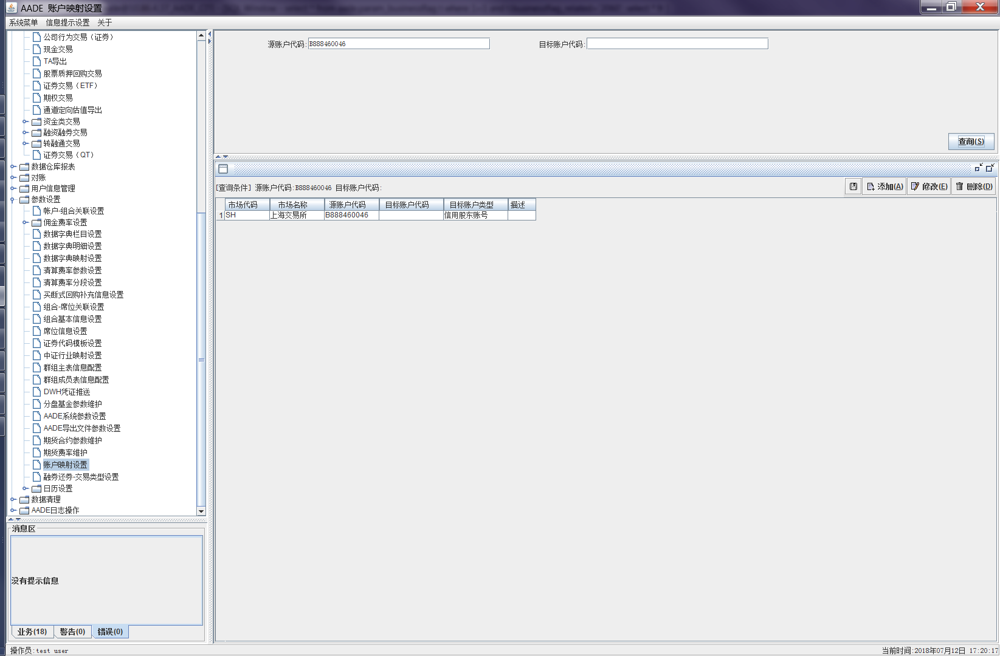 AADE 账户映射设置
系统菜单 信息提示设置 关于
公司行为交易（证券）
现金交易
TA导出
股票质押回购交易
证券交易（ETF）
期权交易
通道定向估值导出
资金类交易
融资融券交易
转融通交易
证券交易（QT）
数据仓库报表
对账
用户信息管理
参数设置
帐户-组合关联设置
佣金费率设置
数据字典栏目设置
数据字典明细设置
数据字典映射设置
清算费率参数设置
清算费率分段设置
买断式回购补充信息设置
组合-席位关联设置
组合基本信息设置
席位信息设置
证券代码模板设置
中证行业映射设置
群组主表信息配置
群组成员表信息配置
DWH凭证推送
分盘基金参数维护
AADE系统参数设置
AADE导出文件参数设置
期货合约参数维护
期货费率维护
账户映射设置
融券还券-交易类型设置
日历设置
数据清理
AADE日志操作
消息区
没有提示信息
业务(18) 警告(0) 错误(0)
源账户代码:B888460046 目标账户代码:
查询(S)
[查询条件] 源账户代码:B888460046 目标账户代码:
添加(A) 修改(E) 删除(D)
市场代码 市场名称 源账户代码 目标账户代码 目标账户类型 描述
1 SH 上海交易所 B888460046 信用股东账号
操作员:test user 当前时间:2018年07月12日 17:20:17